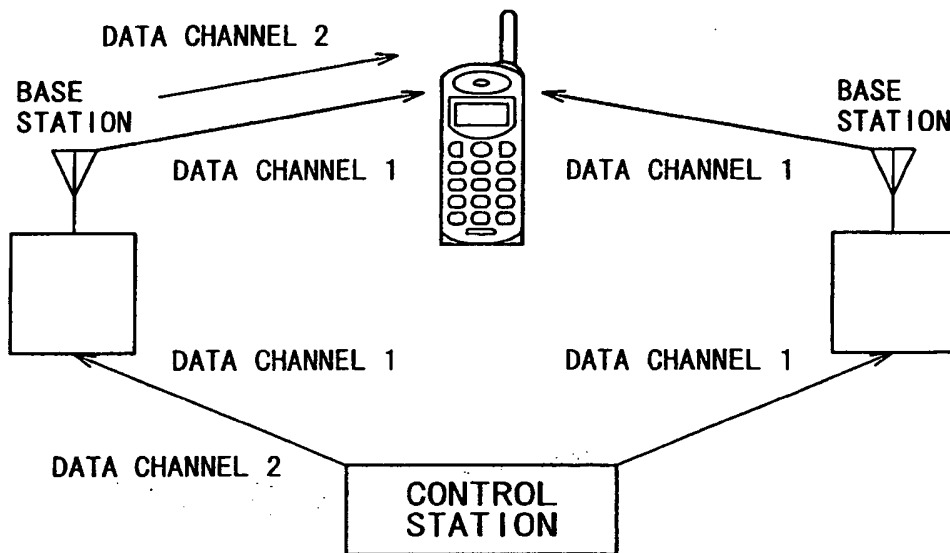 DATA CHANNEL 2
BASE
STATION
BASE
STATION
DATA CHANNEL 1
DATA CHANNEL 1
DATA CHANNEL 1
DATA CHANNEL 1
DATA CHANNEL 2
CONTROL
STATION